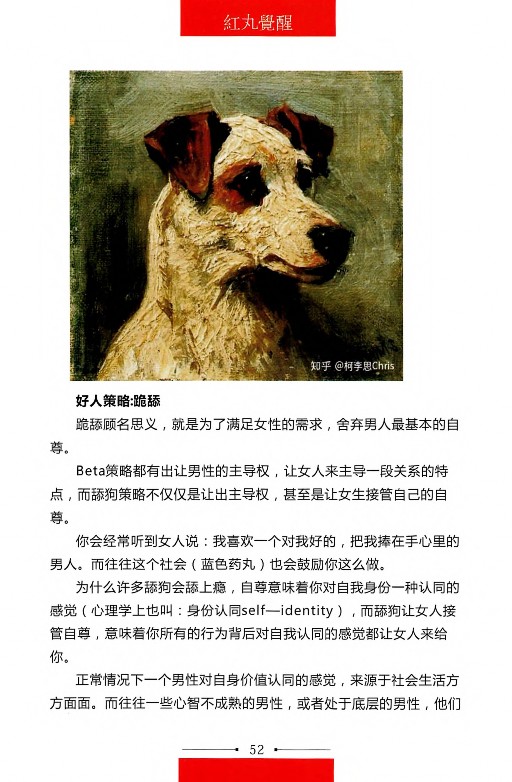 紅丸覺醒
知乎 @柯李思Chris
好人策略:跪舔
跪舔顾名思义，就是为了满足女性的需求，舍弃男人最基本的自
尊。
Beta策略都有出让男性的主导权，让女人来主导一段关系的特
点，而舔狗策略不仅仅是让出主导权，甚至是让女生接管自己的自
尊。
你会经常听到女人说：我喜欢一个对我好的，把我捧在手心里的
男人。而往往这个社会（蓝色药丸）也会鼓励你这么做。
为什么许多舔狗会舔上瘾，自尊意味着你对自我身份一种认同的
感觉（心理学上也叫：身份认同self—identity），而舔狗让女人接
管自尊，意味着你所有的行为背后对自我认同的感觉都让女人来给
你。
正常情况下一个男性对自身价值认同的感觉，来源于社会生活方
方面面。而往往一些心智不成熟的男性，或者处于底层的男性，他们
52